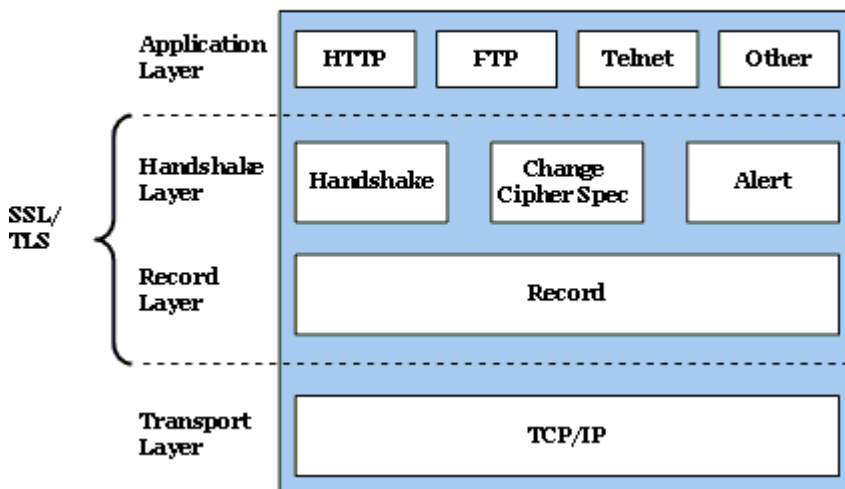 Application
Layer
HTTP
FTP
Telnet
Other
SSL/
TLS
Handshake
Layer
Handshake
Change
Cipher Spec
Alert
Record
Layer
Record
Transport
Layer
TCP/IP